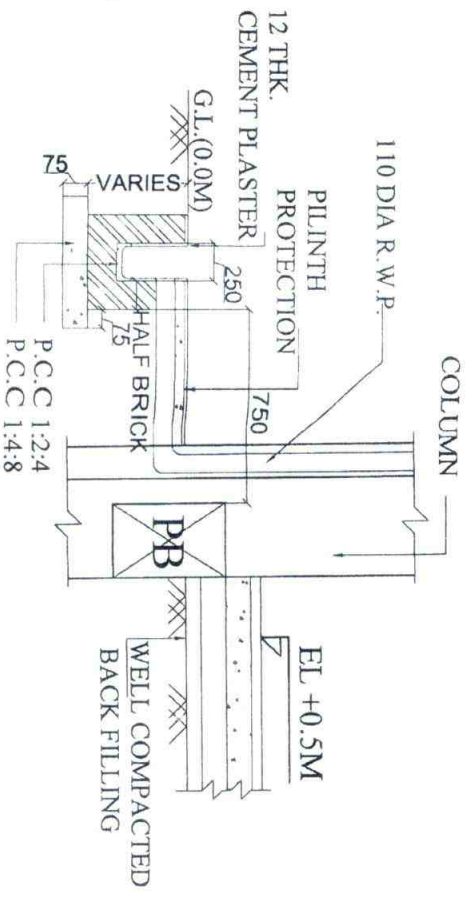 COLUMN
110 DIA R.W.P.
PILINTH
PROTECTION
12 THK.
CEMENT PLASTER
G.L.(0.0M)
75
VARIES
250
750
HALF BRICK
75
P.C.C 1:2:4
P.C.C 1:4:8
PB
EL +0.5M
WELL COMPACTED
BACK FILLING